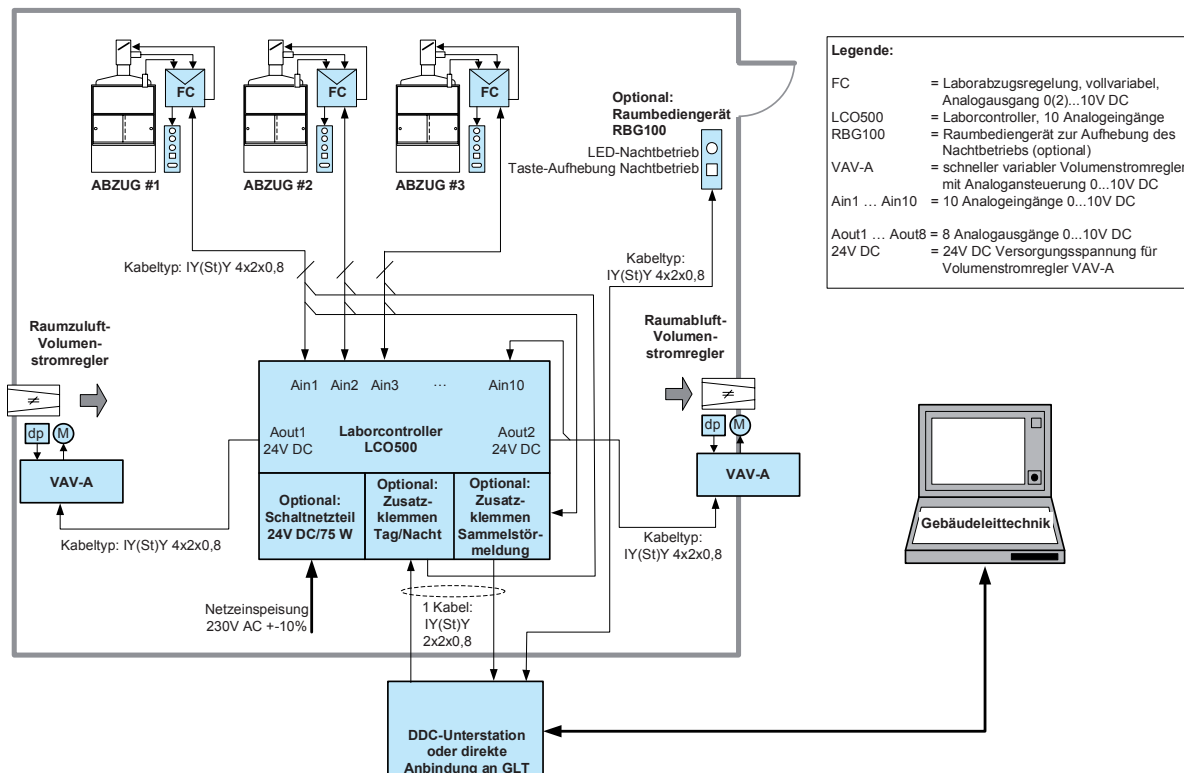 FC
FC
FC
ABZUG #1
ABZUG #2
ABZUG #3
Optional:
Raumbediengerät
RBG100
LED-Nachtbetrieb
Taste-Aufhebung Nachtbetrieb
Legende:
FC = Laborabzugsregelung, vollvariabel,
Analogausgang 0(2)...10V DC
LCO500 = Laborcontroller, 10 Analogeingänge
RBG100 = Raumbediengerät zur Aufhebung des
Nachtbetriebs (optional)
VAV-A = schneller variabler Volumenstromregler
mit Analogansteuerung 0...10V DC
Ain1 ... Ain10 = 10 Analogeingänge 0...10V DC
Aout1 ... Aout8 = 8 Analogausgänge 0...10V DC
24V DC = 24V DC Versorgungsspannung für
Volumenstromregler VAV-A
Kabeltyp: IY(St)Y 4x2x0,8
Kabeltyp:
IY(St)Y 4x2x0,8
Raumzuluft-
Volumen-
stromregler
≠
dp
M
VAV-A
Kabeltyp: IY(St)Y 4x2x0,8
Ain1
Ain2
Ain3
...
Ain10
Aout1
24V DC
Laborcontroller
LCO500
Aout2
24V DC
Optional:
Schaltnetzteil
24V DC/75 W
Optional:
Zusatz-
klemmen
Tag/Nacht
Optional:
Zusatz-
klemmen
Sammelstör-
meldung
Raumabluft-
Volumen-
stromregler
≠
dp
M
VAV-A
Kabeltyp:
IY(St)Y 4x2x0,8
Gebäudeleittechnik
Netzeinspeisung
230V AC +-10%
1 Kabel:
IY(St)Y
2x2x0,8
DDC-Unterstation
oder direkte
Anbindung an GLT